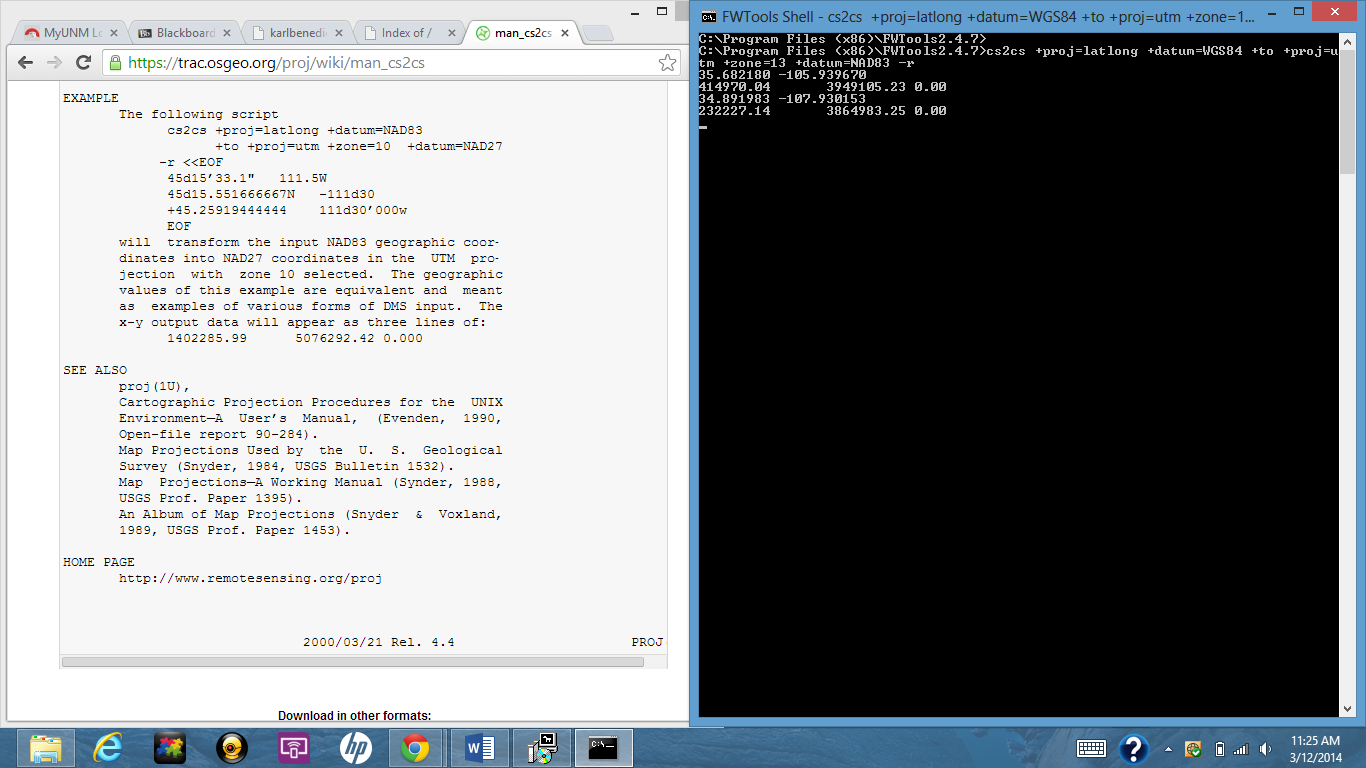 MyUNM Lo
Blackboard
karlbenedi
Index of /
man_cs2cs
https://trac.osgeo.org/proj/wiki/man_cs2cs
EXAMPLE
The following script
cs2cs +proj=latlong +datum=NAD83
+to +proj=utm +zone=10 +datum=NAD27
-r <<EOF
45d15’33.1" 111.5W
45d15.551666667N -111d30
+45.25919444444 111d30’000w
EOF
will transform the input NAD83 geographic coor-
dinates into NAD27 coordinates in the UTM pro-
jection with zone 10 selected. The geographic
values of this example are equivalent and meant
as examples of various forms of DMS input. The
x-y output data will appear as three lines of:
1402285.99 5076292.42 0.000
SEE ALSO
proj(1U),
Cartographic Projection Procedures for the UNIX
Environment—A User’s Manual, (Evenden, 1990,
Open-file report 90-284).
Map Projections Used by the U. S. Geological
Survey (Snyder, 1984, USGS Bulletin 1532).
Map Projections—A Working Manual (Synder, 1988,
USGS Prof. Paper 1395).
An Album of Map Projections (Snyder & Voxland,
1989, USGS Prof. Paper 1453).
HOME PAGE
http://www.remotesensing.org/proj
2000/03/21 Rel. 4.4 PROJ
Download in other formats:
FWTools Shell - cs2cs +proj=latlong +datum=WGS84 +to +proj=utm +zone=1...
C:\Program Files (x86)\FWTools2.4.7>
C:\Program Files (x86)\FWTools2.4.7>cs2cs +proj=latlong +datum=WGS84 +to +proj=u
tm +zone=13 +datum=NAD83 -r
35.682180 -105.939670
414970.04 3949105.23 0.00
34.891983 -107.930153
232227.14 3864983.25 0.00
11:25 AM
3/12/2014